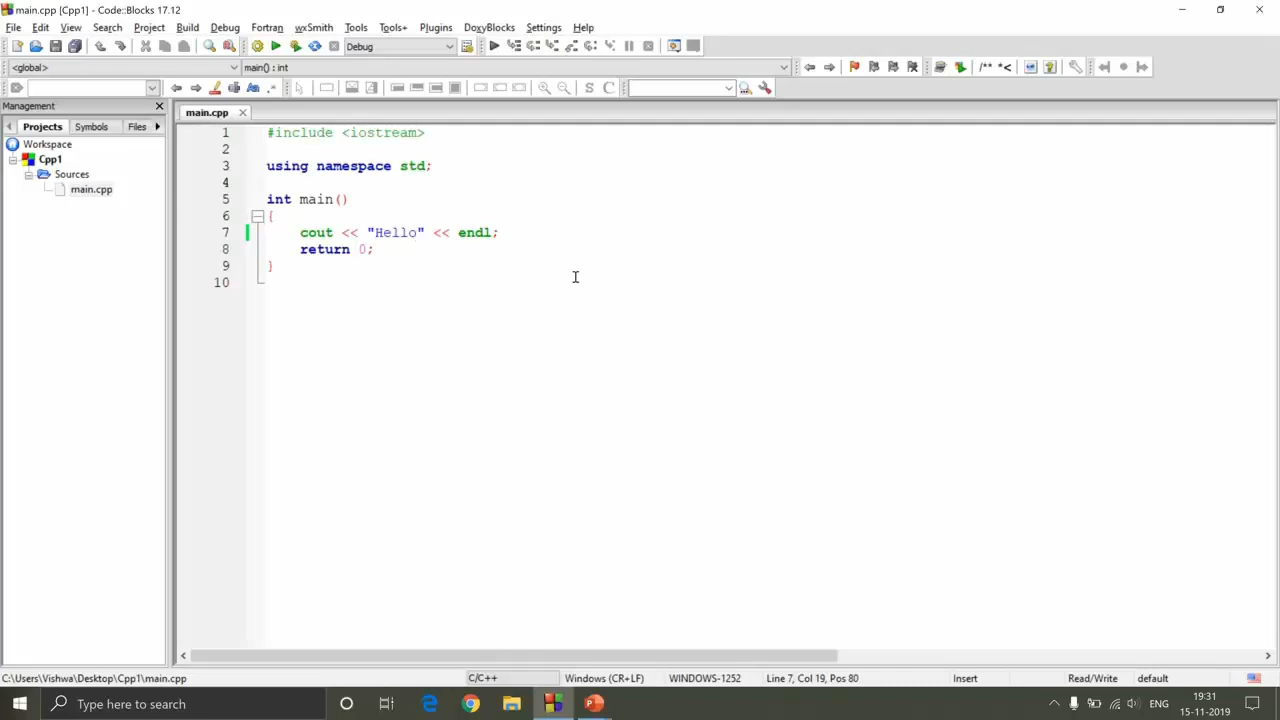 main.cpp [Cpp1] - Code::Blocks 17.12
File Edit View Search Project Build Debug Fortran wxSmith Tools Tools+ Plugins DoxyBlocks Settings Help
Debug
<global> main() : int
/** *<
S C
Management
Projects Symbols Files
main.cpp
Workspace
Cpp1
Sources
main.cpp
1 #include <iostream>
2
3 using namespace std;
4
5 int main()
6 {
7 cout << "Hello" << endl;
8 return 0;
9 }
10
C:\Users\Vishwa\Desktop\Cpp1\main.cpp C/C++ Windows (CR+LF) WINDOWS-1252 Line 7, Col 19, Pos 80 Insert Read/Write default
Type here to search
ENG
19:31
15-11-2019